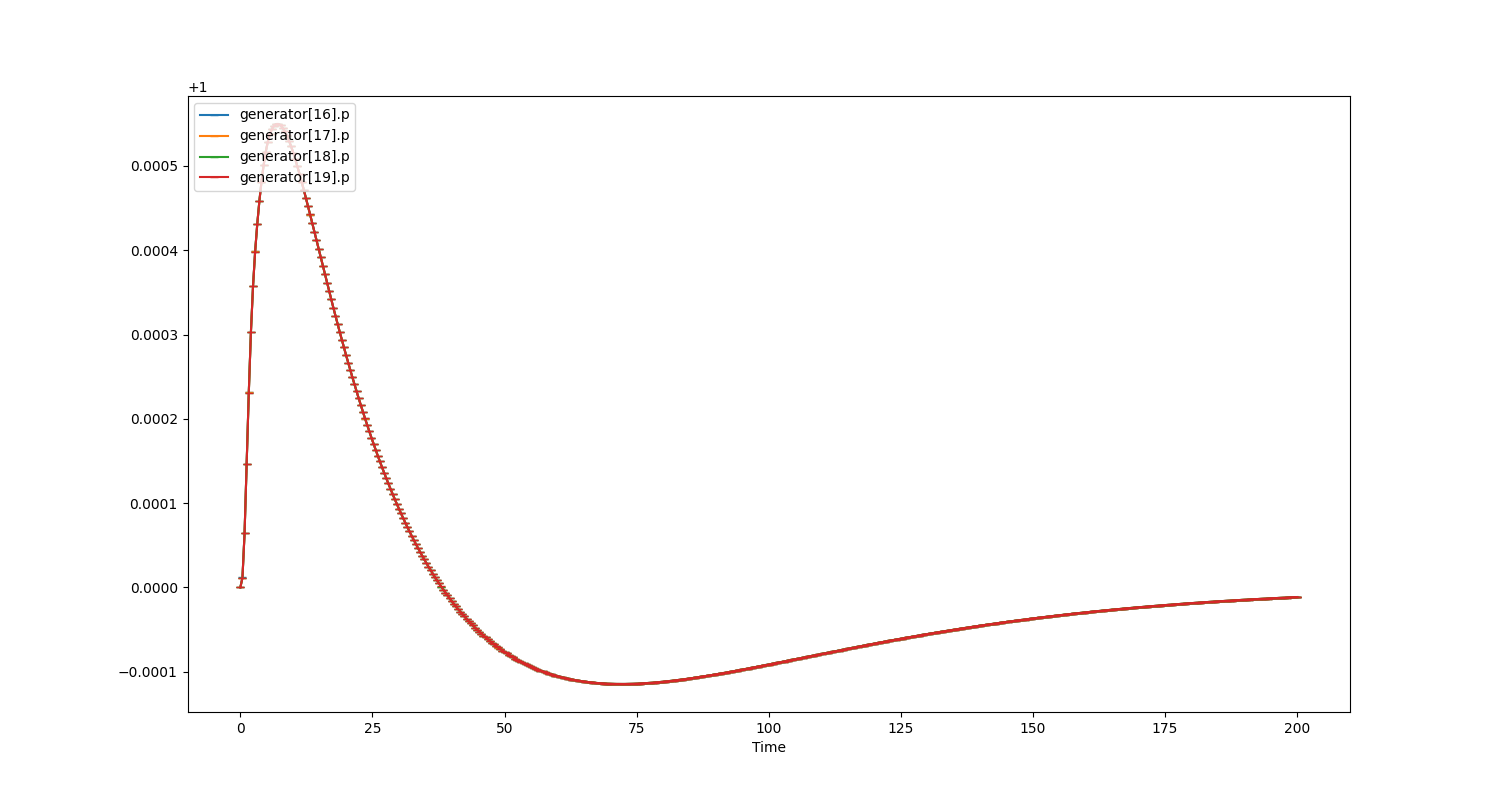 +1
generator[16].p
generator[17].p
generator[18].p
generator[19].p
0.0005
0.0004
0.0003
0.0002
0.0001
0.0000
−0.0001
0 25 50 75 100 125 150 175 200
Time